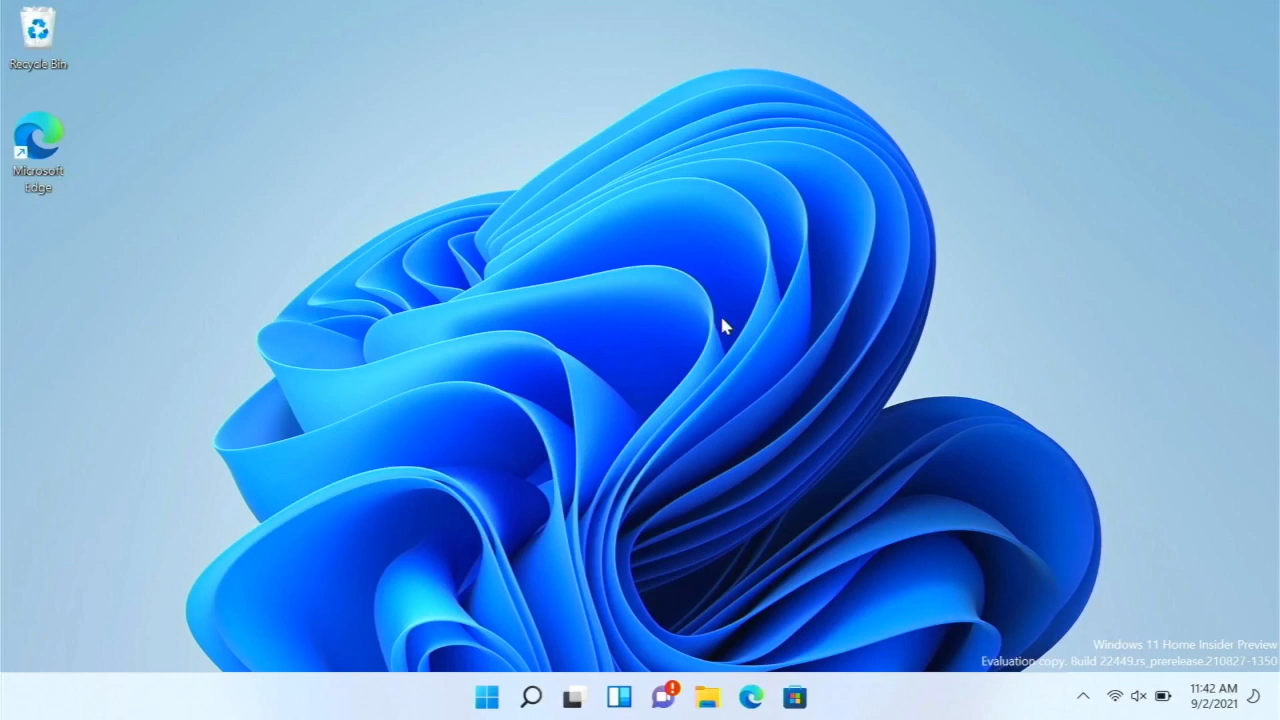 Recycle Bin
Microsoft
Edge
Windows 11 Home Insider Preview
Evaluation copy. Build 22449.rs_prerelease.210827-1350
11:42 AM
9/2/2021